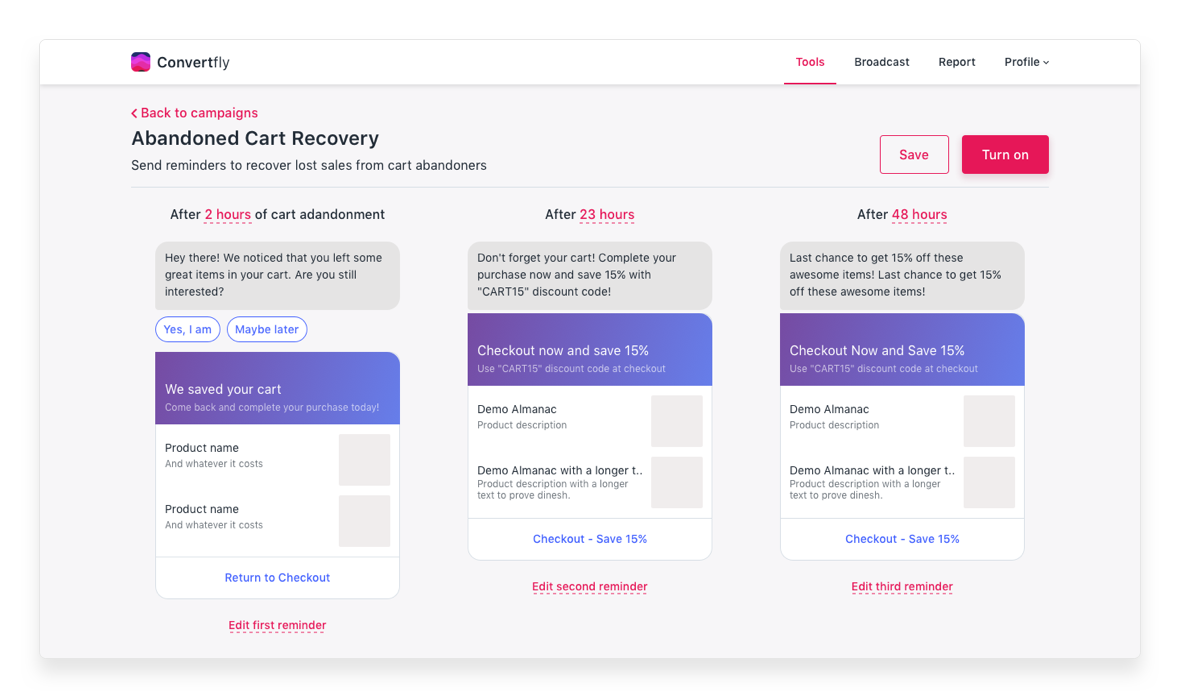 Convertfly
Tools
Broadcast
Report
Profile
Back to campaigns
Abandoned Cart Recovery
Send reminders to recover lost sales from cart abandoners
Save
Turn on
After 2 hours of cart adandonment
Hey there! We noticed that you left some
great items in your cart. Are you still
interested?
Yes, I am
Maybe later
We saved your cart
Come back and complete your purchase today!
Product name
And whatever it costs
Product name
And whatever it costs
Return to Checkout
Edit first reminder
After 23 hours
Don't forget your cart! Complete your
purchase now and save 15% with
"CART15" discount code!
Checkout now and save 15%
Use "CART15" discount code at checkout
Demo Almanac
Product description
Demo Almanac with a longer t..
Product description with a longer
text to prove dinesh.
Checkout - Save 15%
Edit second reminder
After 48 hours
Last chance to get 15% off these
awesome items! Last chance to get 15%
off these awesome items!
Checkout Now and Save 15%
Use "CART15" discount code at checkout
Demo Almanac
Product description
Demo Almanac with a longer t..
Product description with a longer
text to prove dinesh.
Checkout - Save 15%
Edit third reminder